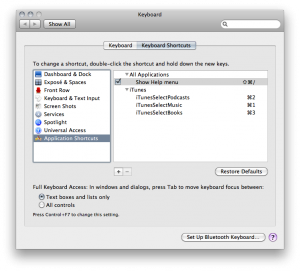 Keyboard
Show All
Keyboard Keyboard Shortcuts
To change a shortcut, double-click the shortcut and hold down the new keys.
Dashboard & Dock
Exposé & Spaces
Front Row
Keyboard & Text Input
Screen Shots
Services
Spotlight
Universal Access
Application Shortcuts
▼ All Applications
Show Help menu ⇧⌘/
▼ iTunes
iTunesSelectPodcasts ⌘2
iTunesSelectMusic ⌘1
iTunesSelectBooks ⌘3
+ −
Restore Defaults
Full Keyboard Access: In windows and dialogs, press Tab to move keyboard focus between:
Text boxes and lists only
All controls
Press Control+F7 to change this setting.
Set Up Bluetooth Keyboard... ?